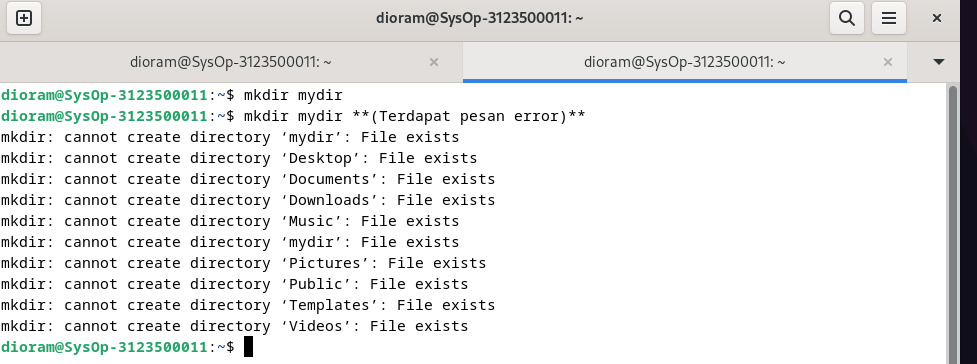 dioram@SysOp-3123500011: ~
dioram@SysOp-3123500011: ~
dioram@SysOp-3123500011: ~
dioram@SysOp-3123500011:~$ mkdir mydir
dioram@SysOp-3123500011:~$ mkdir mydir **(Terdapat pesan error)**
mkdir: cannot create directory ‘mydir’: File exists
mkdir: cannot create directory ‘Desktop’: File exists
mkdir: cannot create directory ‘Documents’: File exists
mkdir: cannot create directory ‘Downloads’: File exists
mkdir: cannot create directory ‘Music’: File exists
mkdir: cannot create directory ‘mydir’: File exists
mkdir: cannot create directory ‘Pictures’: File exists
mkdir: cannot create directory ‘Public’: File exists
mkdir: cannot create directory ‘Templates’: File exists
mkdir: cannot create directory ‘Videos’: File exists
dioram@SysOp-3123500011:~$